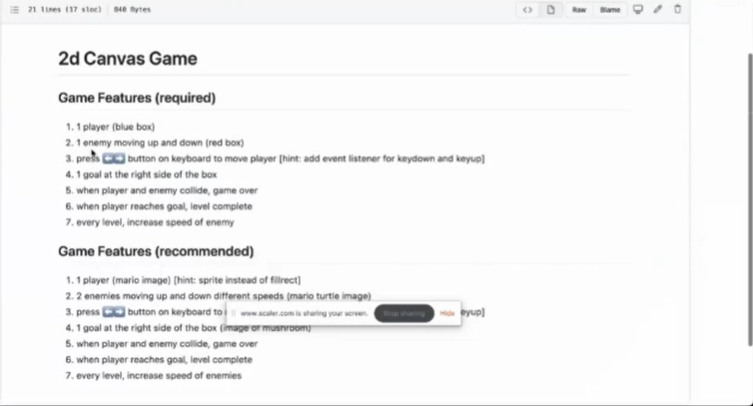 21 lines (17 sloc) 840 Bytes
Raw Blame
2d Canvas Game
Game Features (required)
1. 1 player (blue box)
2. 1 enemy moving up and down (red box)
3. press ⬅️➡️ button on keyboard to move player [hint: add event listener for keydown and keyup]
4. 1 goal at the right side of the box
5. when player and enemy collide, game over
6. when player reaches goal, level complete
7. every level, increase speed of enemy
Game Features (recommended)
1. 1 player (mario image) [hint: sprite instead of fillrect]
2. 2 enemies moving up and down different speeds (mario turtle image)
3. press ⬅️➡️ button on keyboard to eyup]
www.scaler.com is sharing your screen. Stop sharing Hide
4. 1 goal at the right side of the box (image of mushroom)
5. when player and enemy collide, game over
6. when player reaches goal, level complete
7. every level, increase speed of enemies